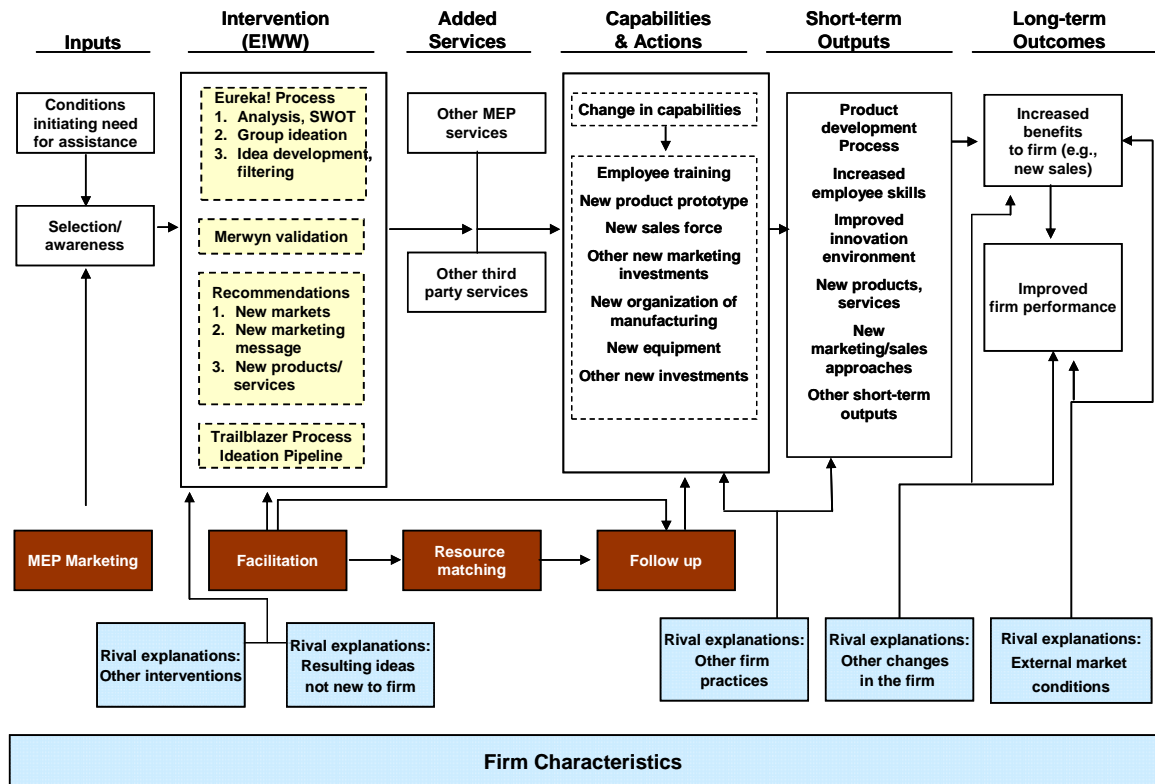 Inputs
Intervention
(E!WW)
Added
Services
Capabilities
& Actions
Short-term
Outputs
Long-term
Outcomes
Conditions
initiating need
for assistance
Selection/
awareness
Eureka! Process
1. Analysis, SWOT
2. Group ideation
3. Idea development,
filtering
Merwyn validation
Recommendations
1. New markets
2. New marketing
message
3. New products/
services
Trailblazer Process
Ideation Pipeline
Other MEP
services
Other third
party services
Change in capabilities
Employee training
New product prototype
New sales force
Other new marketing
investments
New organization of
manufacturing
New equipment
Other new investments
Product
development
Process
Increased
employee skills
Improved
innovation
environment
New products,
services
New
marketing/sales
approaches
Other short-term
outputs
Increased
benefits
to firm (e.g.,
new sales)
Improved
firm performance
MEP Marketing
Facilitation
Resource
matching
Follow up
Rival explanations:
Other interventions
Rival explanations:
Resulting ideas
not new to firm
Rival explanations:
Other firm
practices
Rival explanations:
Other changes
in the firm
Rival explanations:
External market
conditions
Firm Characteristics